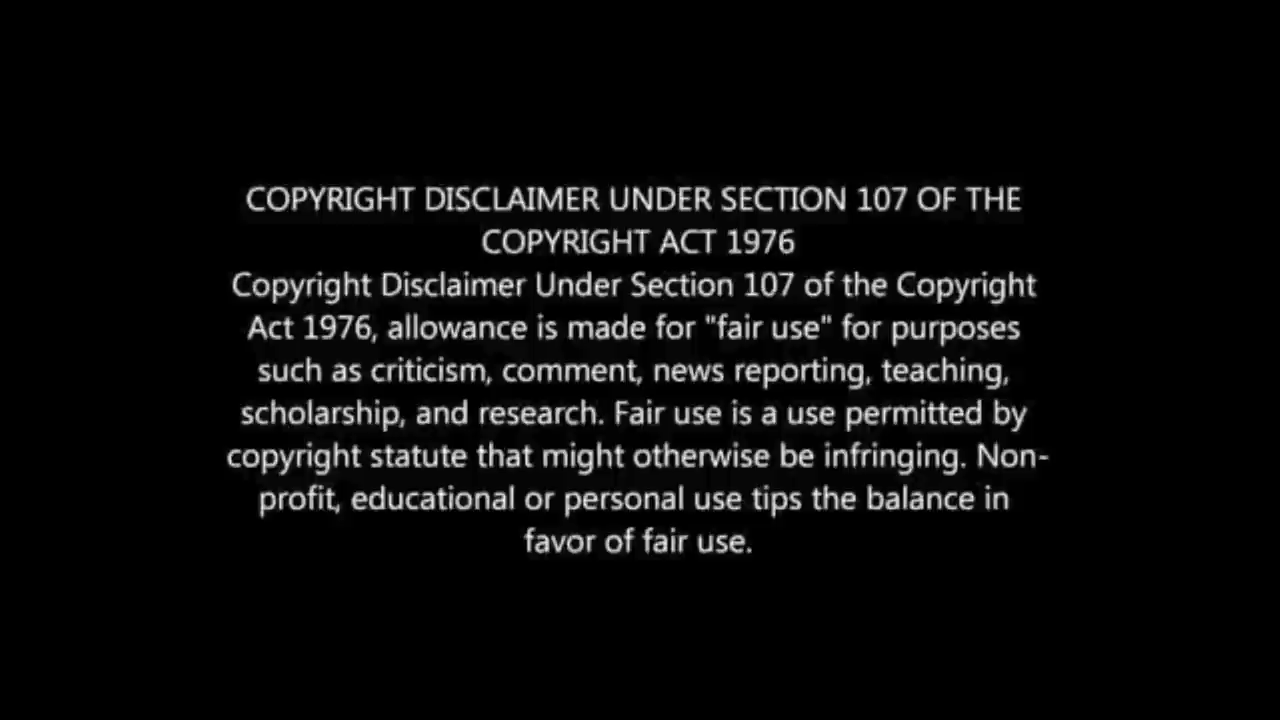 COPYRIGHT DISCLAIMER UNDER SECTION 107 OF THE
COPYRIGHT ACT 1976
Copyright Disclaimer Under Section 107 of the Copyright
Act 1976, allowance is made for "fair use" for purposes
such as criticism, comment, news reporting, teaching,
scholarship, and research. Fair use is a use permitted by
copyright statute that might otherwise be infringing. Non-
profit, educational or personal use tips the balance in
favor of fair use.